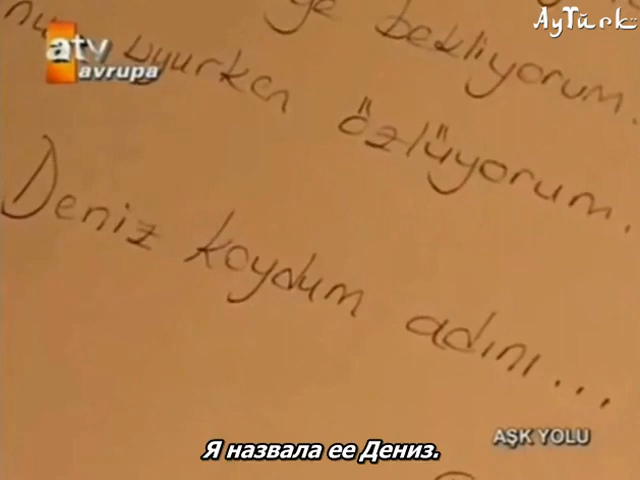 AyTürk
atv
avrupa
bekliyorum.
uyurken özlüyorum.
Deniz koydum adını...
AŞK YOLU
Я назвала ее Дениз.